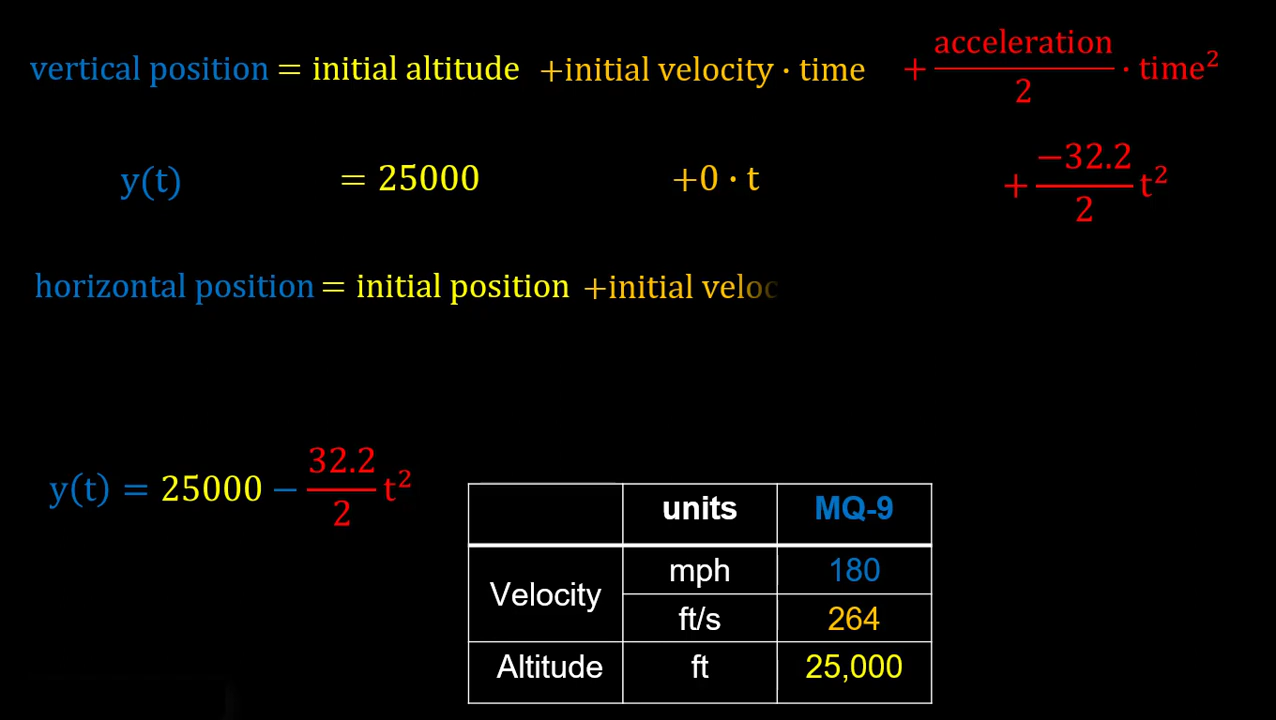 vertical position = initial altitude +initial velocity · time + acceleration/2 · time²
y(t) = 25000 +0 · t + −32.2/2 t²
horizontal position = initial position +initial veloc
y(t) = 25000 − 32.2/2 t²
units MQ-9
Velocity mph 180
ft/s 264
Altitude ft 25,000